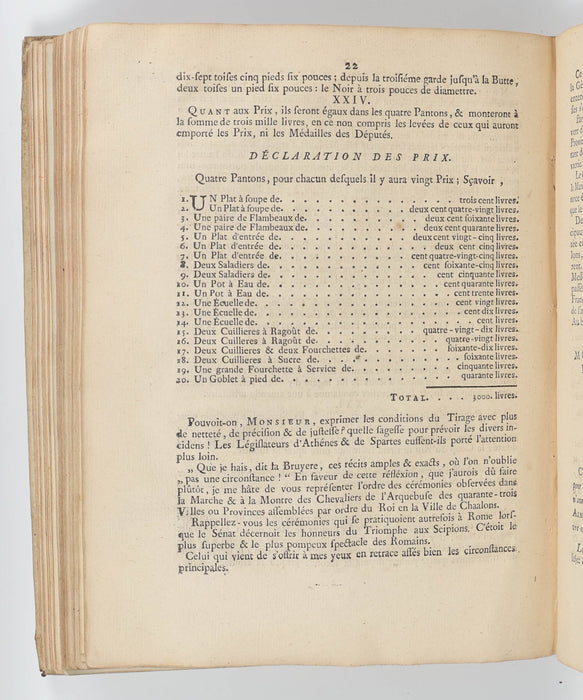 22
dix-sept toises cinq pieds six pouces ; depuis la troisiéme garde jusqu'à la Butte,
deux toises un pied six pouces : le Noir à trois pouces de diamettre.
XXIV.
QUANT aux Prix, ils seront égaux dans les quatre Pantons, & monteront à
la somme de trois mille livres, en ce non compris les levées de ceux qui auront
emporté les Prix, ni les Médailles des Députés.
DÉCLARATION DES PRIX.
Quatre Pantons, pour chacun desquels il y aura vingt Prix ; Sçavoir,
1. UN Plat à soupe de. . . . . . . . . . . . . . trois cent livres.
2. Un Plat à soupe de. . . . . . . . . . deux cent quatre-vingt livres.
3. Une paire de Flambeaux de. . . . . . . . . deux cent soixante livres.
4. Une paire de Flambeaux de. . . . . . . . . deux cent quarante livres.
5. Un Plat d'entrée de. . . . . . . . . . deux cent vingt-cinq livres.
6. Un Plat d'entrée de. . . . . . . . . . . . deux cent cinq livres.
7. Un Plat d'entrée de. . . . . . . . . . cent quatre-vingt-cinq livres.
8. Deux Saladiers de. . . . . . . . . . . cent soixante-cinq livres.
9. Deux Saladiers de. . . . . . . . . . . . cent cinquante livres.
10. Un Pot à Eau de. . . . . . . . . . . . . cent quarante livres.
11. Un Pot à Eau de. . . . . . . . . . . . . . cent trente livres.
12. Une Écuelle de. . . . . . . . . . . . . . cent vingt livres.
13. Une Écuelle de. . . . . . . . . . . . . . . cent dix livres.
14. Une Écuelle de. . . . . . . . . . . . . . . . cent livres.
15. Deux Cuillieres à Ragoût de. . . . . . . . quatre-vingt-dix livres.
16. Deux Cuilleres à Ragoût de. . . . . . . . . . quatre-vingt livres.
17. Deux Cuillieres & deux Fourchettes de. . . . . . soixante-dix livres.
18. Deux Cuillieres à Sucre de. . . . . . . . . . . soixante livres.
19. Une grande Fourchette à Service de. . . . . . . cinquante livres.
20. Un Goblet à pied de. . . . . . . . . . . . . quarante livres.
TOTAL. . . . 3000. livres.
Pouvoit-on, MONSIEUR, exprimer les conditions du Tirage avec plus
de netteté, de précision & de justesse ? quelle sagesse pour prévoir les divers in-
cidens ! Les Législateurs d'Athénes & de Spartes eussent-ils porté l'attention
plus loin.
„ Que je hais, dit la Bruyere, ces récits amples & exacts, où l'on n'oublie
„ pas une circonstance ! “ En faveur de cette réfléxion, que j'aurois dû faire
plûtôt, je me hâte de vous représenter l'ordre des cérémonies observées dans
la Marche & à la Montre des Chevaliers de l'Arquebuse des quarante-trois
Villes ou Provinces assemblées par ordre du Roi en la Ville de Chaalons.
Rappellez-vous les cérémonies qui se pratiquoient autrefois à Rome lors-
que le Sénat décernoit les honneurs du Triomphe aux Scipions. C'étoit le
plus superbe & le plus pompeux spectacle des Romains.
Celui qui vient de s'offrir à mes yeux en retrace assés bien les circonstances
principales.